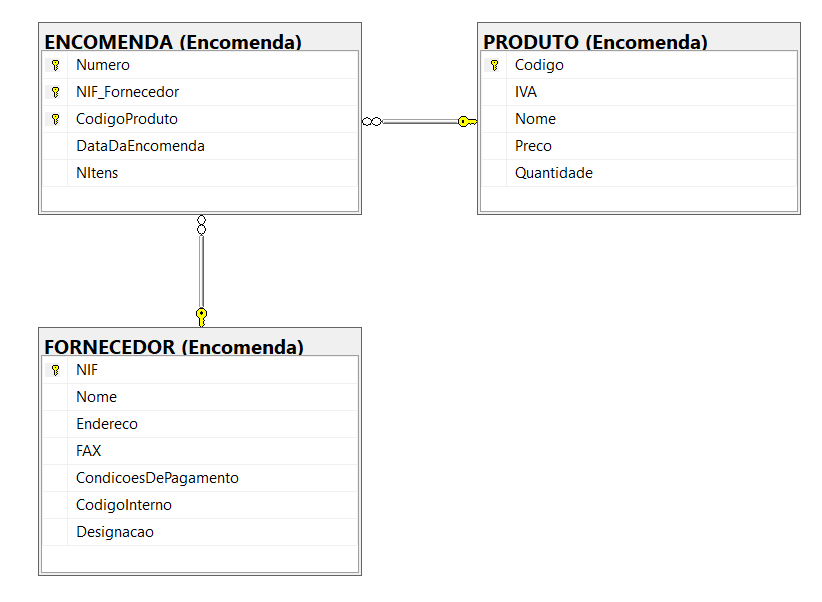 ENCOMENDA (Encomenda)
Numero
NIF_Fornecedor
CodigoProduto
DataDaEncomenda
NItens
PRODUTO (Encomenda)
Codigo
IVA
Nome
Preco
Quantidade
FORNECEDOR (Encomenda)
NIF
Nome
Endereco
FAX
CondicoesDePagamento
CodigoInterno
Designacao